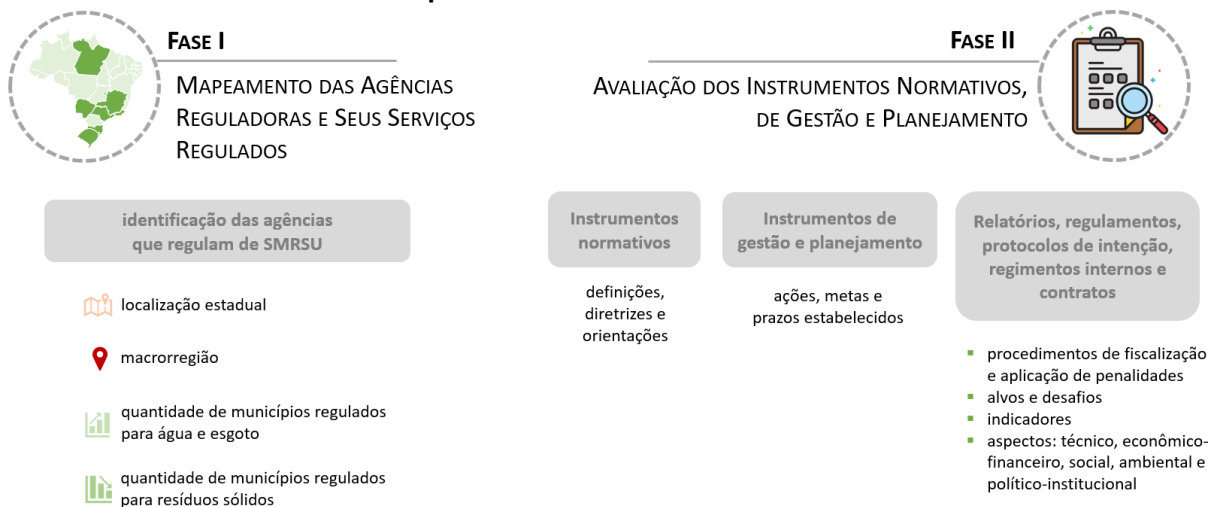 FASE I
MAPEAMENTO DAS AGÊNCIAS
REGULADORAS E SEUS SERVIÇOS
REGULADOS
identificação das agências
que regulam de SMRSU
localização estadual
macrorregião
quantidade de municípios regulados
para água e esgoto
quantidade de municípios regulados
para resíduos sólidos
FASE II
AVALIAÇÃO DOS INSTRUMENTOS NORMATIVOS,
DE GESTÃO E PLANEJAMENTO
Instrumentos
normativos
definições,
diretrizes e
orientações
Instrumentos de
gestão e planejamento
ações, metas e
prazos estabelecidos
Relatórios, regulamentos,
protocolos de intenção,
regimentos internos e
contratos
▪ procedimentos de fiscalização
e aplicação de penalidades
▪ alvos e desafios
▪ indicadores
▪ aspectos: técnico, econômico-
financeiro, social, ambiental e
político-institucional